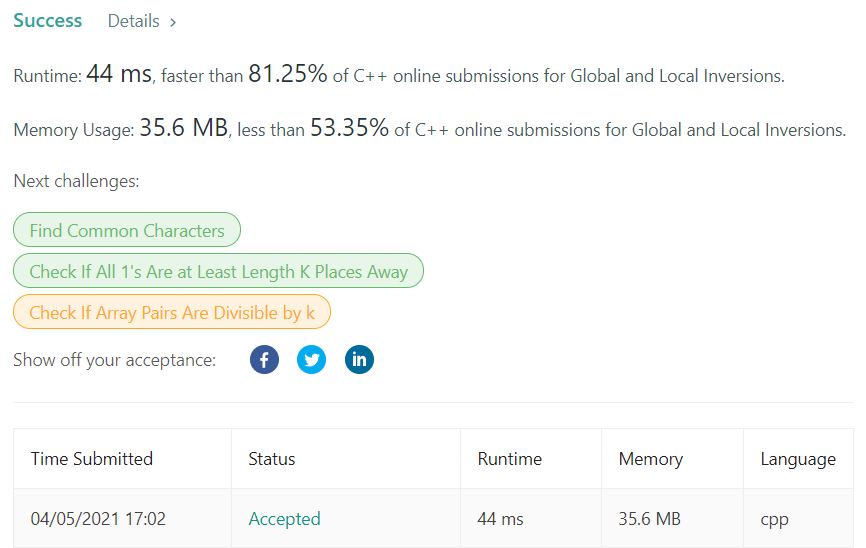 Success Details >
Runtime: 44 ms, faster than 81.25% of C++ online submissions for Global and Local Inversions.
Memory Usage: 35.6 MB, less than 53.35% of C++ online submissions for Global and Local Inversions.
Next challenges:
Find Common Characters
Check If All 1's Are at Least Length K Places Away
Check If Array Pairs Are Divisible by k
Show off your acceptance: f in
Time Submitted Status Runtime Memory Language
04/05/2021 17:02 Accepted 44 ms 35.6 MB cpp